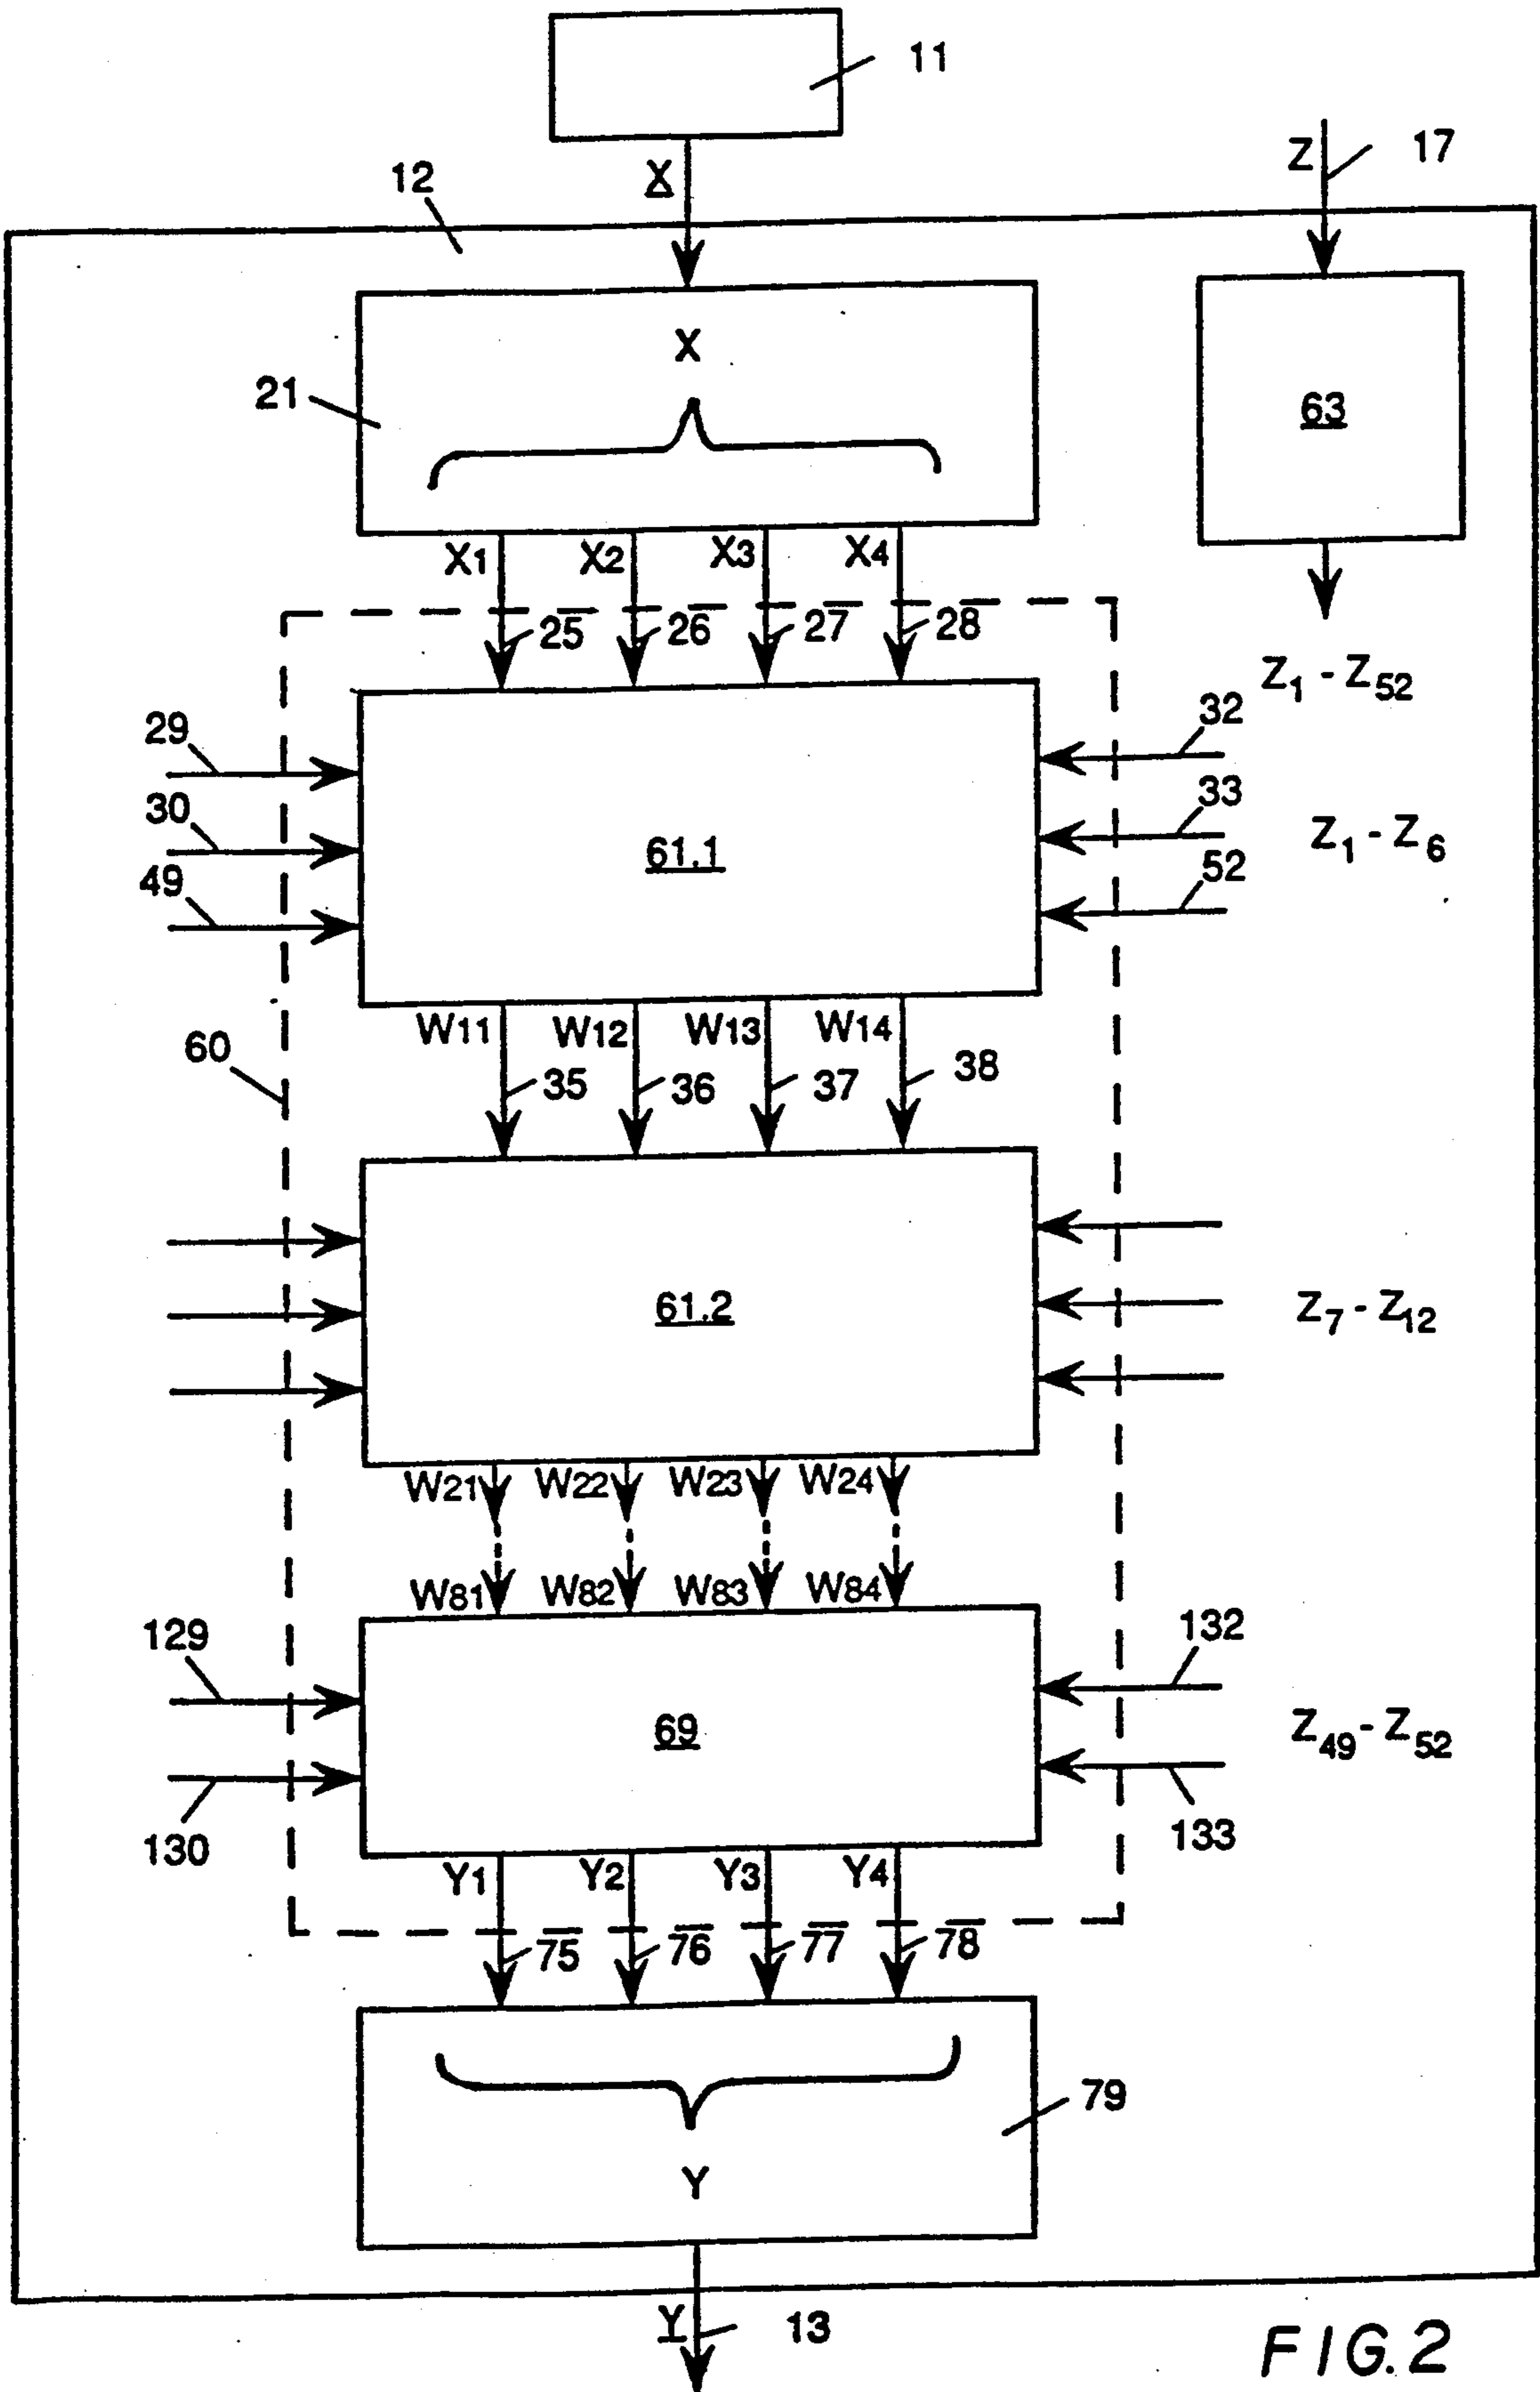 11
X
Z 17
12
X
21
63
X1 X2 X3 X4
25 26 27 28
Z1 - Z52
29 32
30 33
61.1 Z1 - Z6
49 52
W11 W12 W13 W14
60
35 36 37 38
61.2 Z7 - Z12
W21 W22 W23 W24
W81 W82 W83 W84
129 132
69 Z49 - Z52
130 133
Y1 Y2 Y3 Y4
75 76 77 78
79
Y
Y 13
FIG. 2